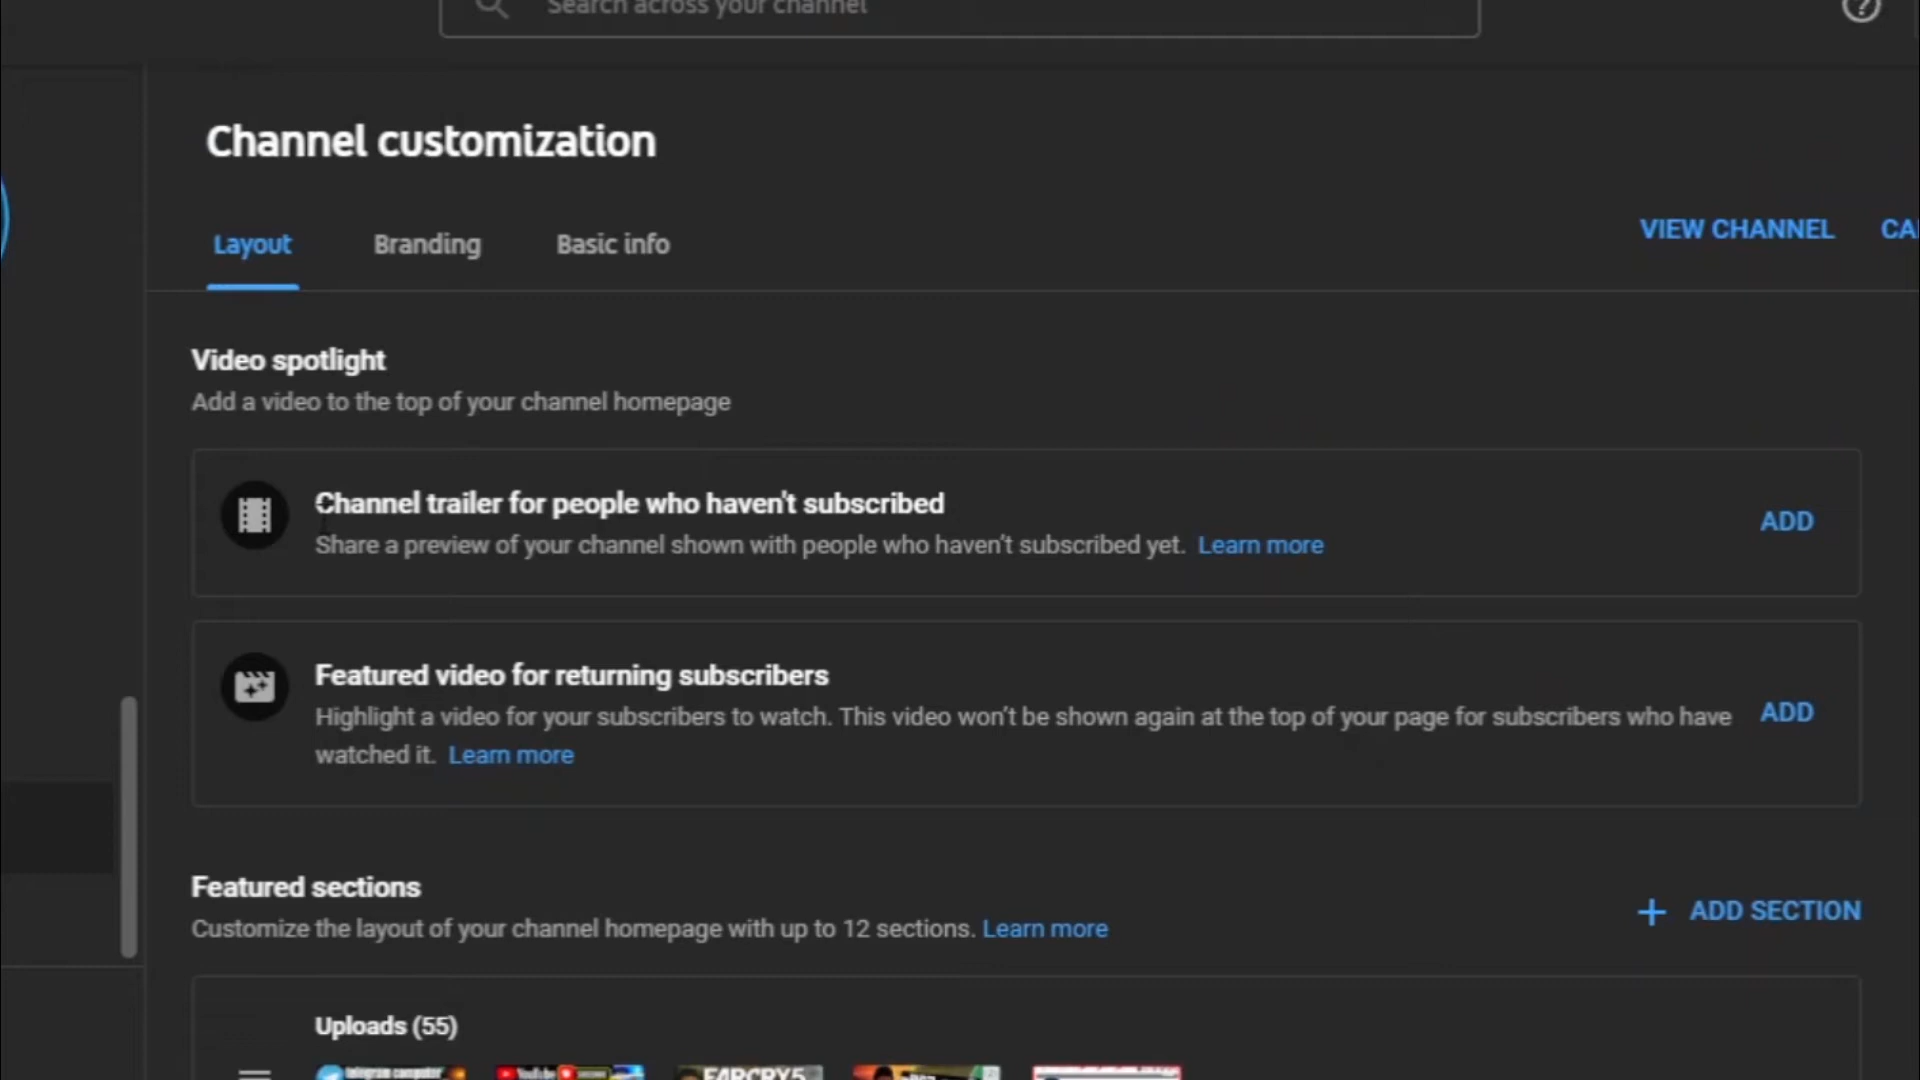 Search across your channel
Channel customization
Layout
Branding
Basic info
VIEW CHANNEL
Video spotlight
Add a video to the top of your channel homepage
Channel trailer for people who haven't subscribed
Share a preview of your channel shown with people who haven't subscribed yet. Learn more
ADD
Featured video for returning subscribers
Highlight a video for your subscribers to watch. This video won't be shown again at the top of your page for subscribers who have
watched it. Learn more
ADD
Featured sections
Customize the layout of your channel homepage with up to 12 sections. Learn more
+ ADD SECTION
Uploads (55)
telegram computer
YouTube
FARCRY5